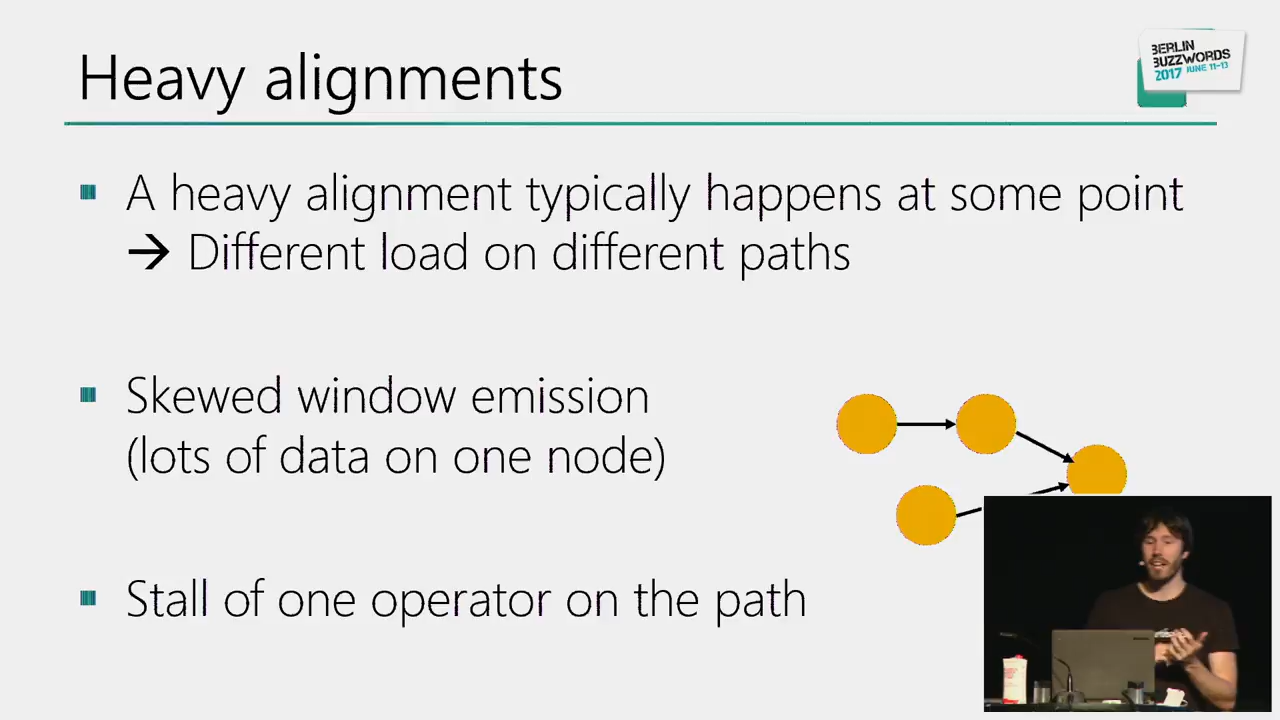 Heavy alignments
BERLIN
BUZZWORDS
2017 JUNE 11-13
▪ A heavy alignment typically happens at some point
→ Different load on different paths
▪ Skewed window emission
(lots of data on one node)
▪ Stall of one operator on the path